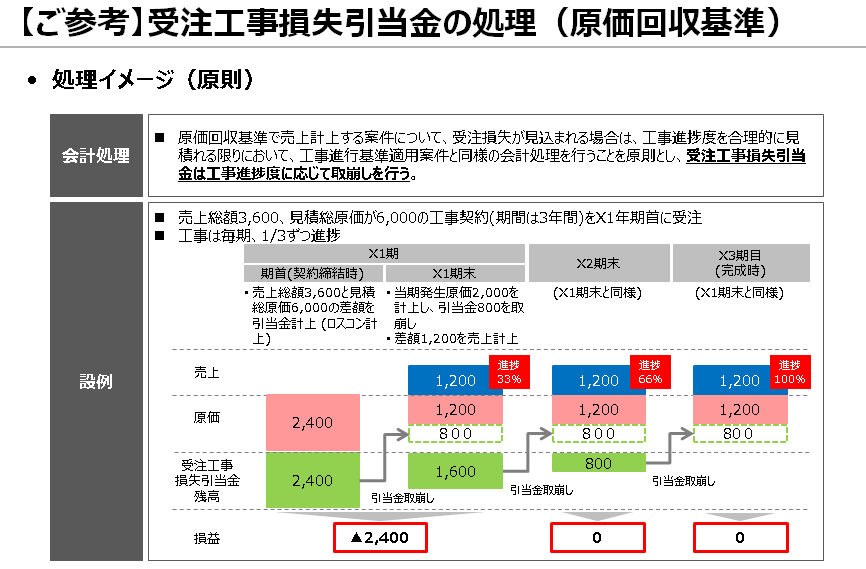 【ご参考】受注工事損失引当金の処理（原価回収基準）
• 処理イメージ（原則）
会計処理
■ 原価回収基準で売上計上する案件について、受注損失が見込まれる場合は、工事進捗度を合理的に見
積れる限りにおいて、工事進行基準適用案件と同様の会計処理を行うことを原則とし、受注工事損失引当
金は工事進捗度に応じて取崩しを行う。
設例
■ 売上総額3,600、見積総原価が6,000の工事契約(期間は3年間)をX1年期首に受注
■ 工事は毎期、1/3ずつ進捗
X1期
期首(契約締結時)
X1期末
X2期末
X3期目
(完成時)
・売上総額3,600と見積
総原価6,000の差額を
引当金計上 (ロスコン計
上)
・当期発生原価2,000を
計上し、引当金800を取
崩し
・差額1,200を売上計上
(X1期末と同様)
(X1期末と同様)
売上
1,200
進捗
33%
1,200
進捗
66%
1,200
進捗
100%
原価
2,400
1,200
８００
1,200
８００
1,200
８００
受注工事
損失引当金
残高
2,400
1,600
800
引当金取崩し
引当金取崩し
引当金取崩し
損益
▲2,400
0
0